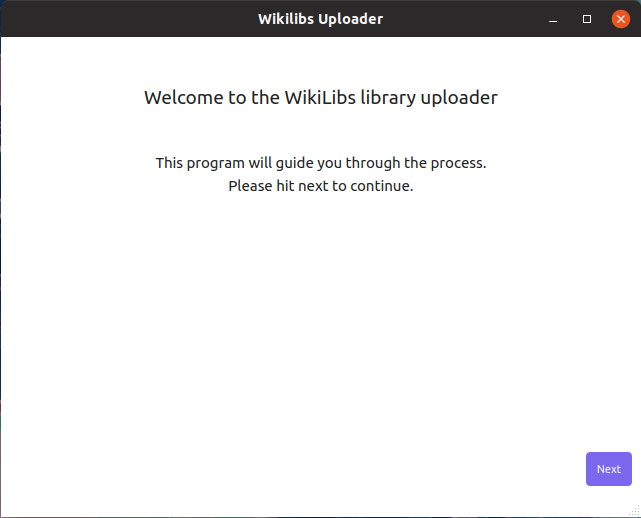 Wikilibs Uploader
Welcome to the WikiLibs library uploader
This program will guide you through the process.
Please hit next to continue.
Next